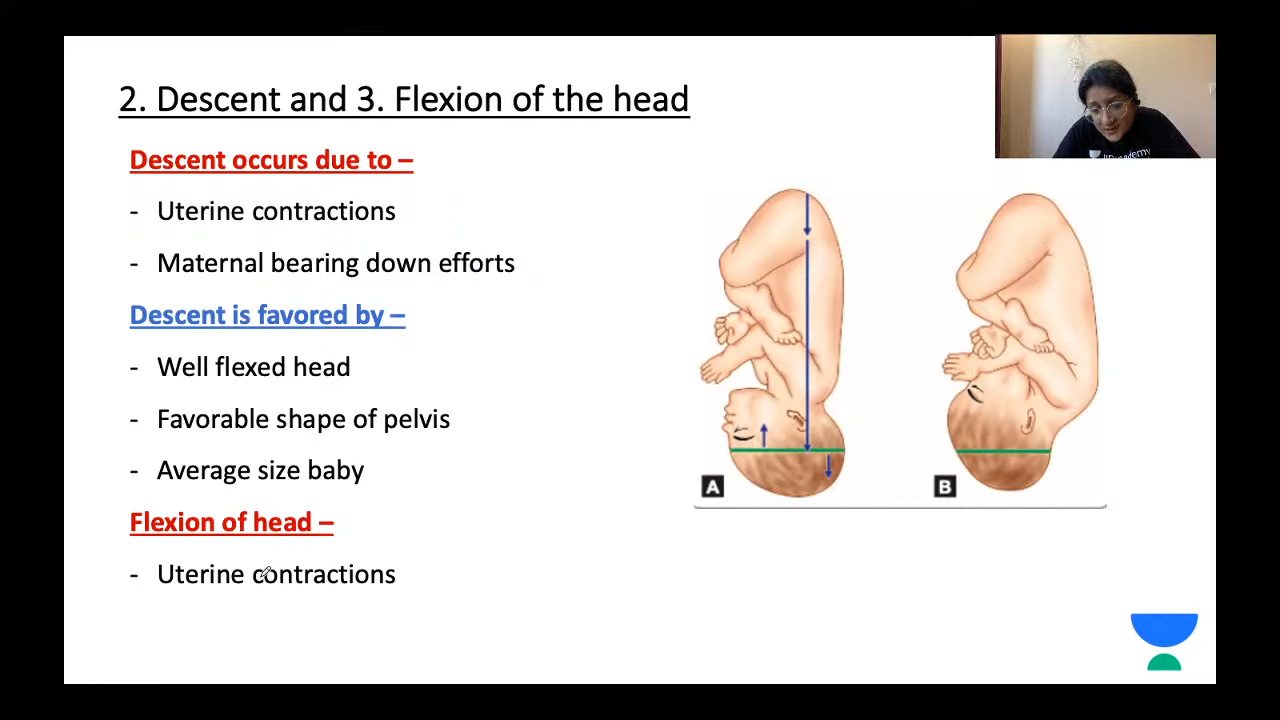 2. Descent and 3. Flexion of the head
Descent occurs due to –
- Uterine contractions
- Maternal bearing down efforts
Descent is favored by –
- Well flexed head
- Favorable shape of pelvis
- Average size baby
Flexion of head –
- Uterine contractions
A
B